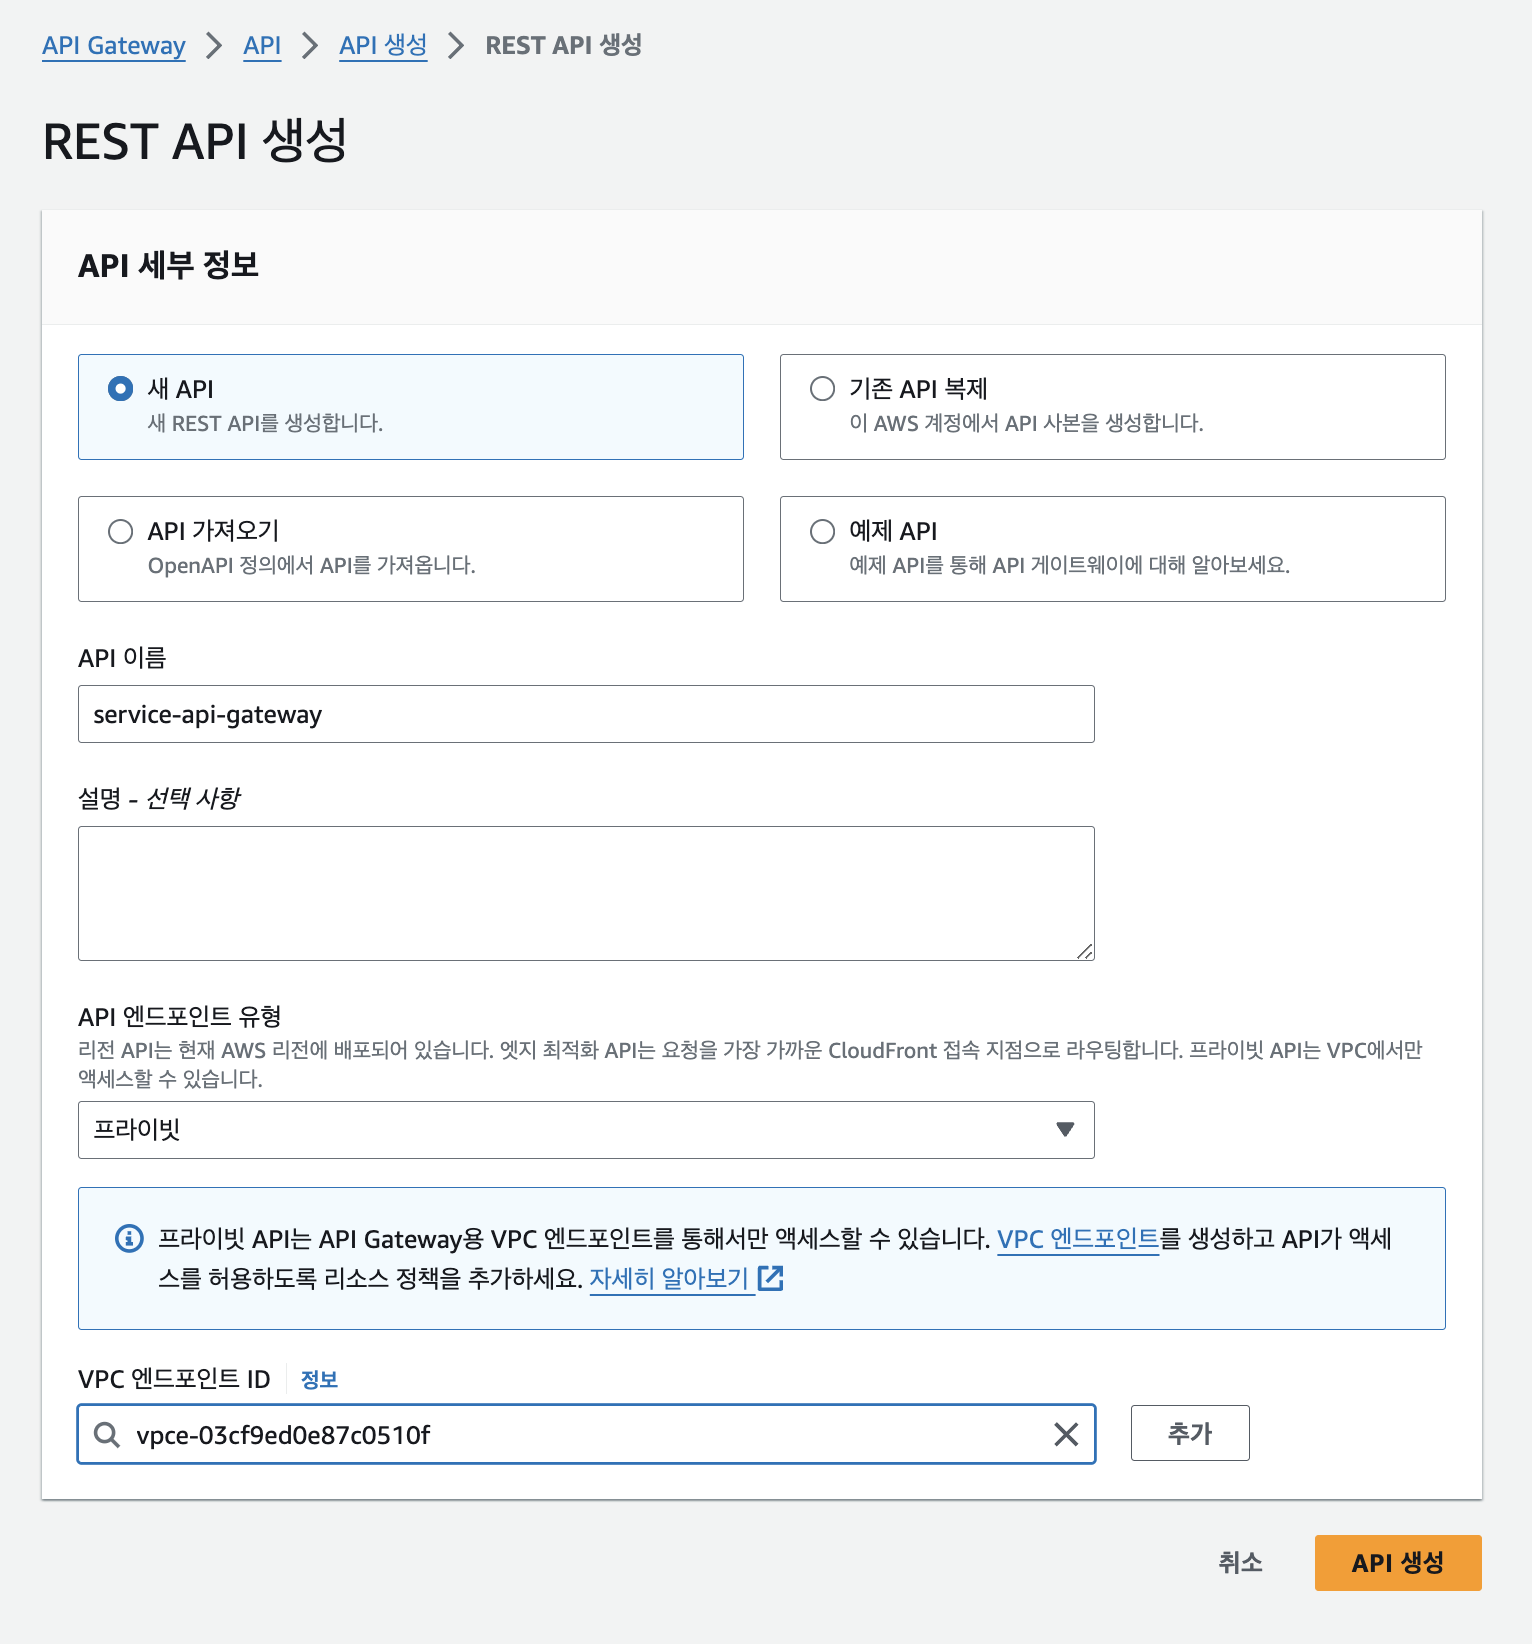 API Gateway > API > API 생성 > REST API 생성
REST API 생성
API 세부 정보
새 API
새 REST API를 생성합니다.
기존 API 복제
이 AWS 계정에서 API 사본을 생성합니다.
API 가져오기
OpenAPI 정의에서 API를 가져옵니다.
예제 API
예제 API를 통해 API 게이트웨이에 대해 알아보세요.
API 이름
service-api-gateway
설명 - 선택 사항
API 엔드포인트 유형
리전 API는 현재 AWS 리전에 배포되어 있습니다. 엣지 최적화 API는 요청을 가장 가까운 CloudFront 접속 지점으로 라우팅합니다. 프라이빗 API는 VPC에서만
액세스할 수 있습니다.
프라이빗
프라이빗 API는 API Gateway용 VPC 엔드포인트를 통해서만 액세스할 수 있습니다. VPC 엔드포인트를 생성하고 API가 액세
스를 허용하도록 리소스 정책을 추가하세요. 자세히 알아보기
VPC 엔드포인트 ID 정보
vpce-03cf9ed0e87c0510f
추가
취소
API 생성